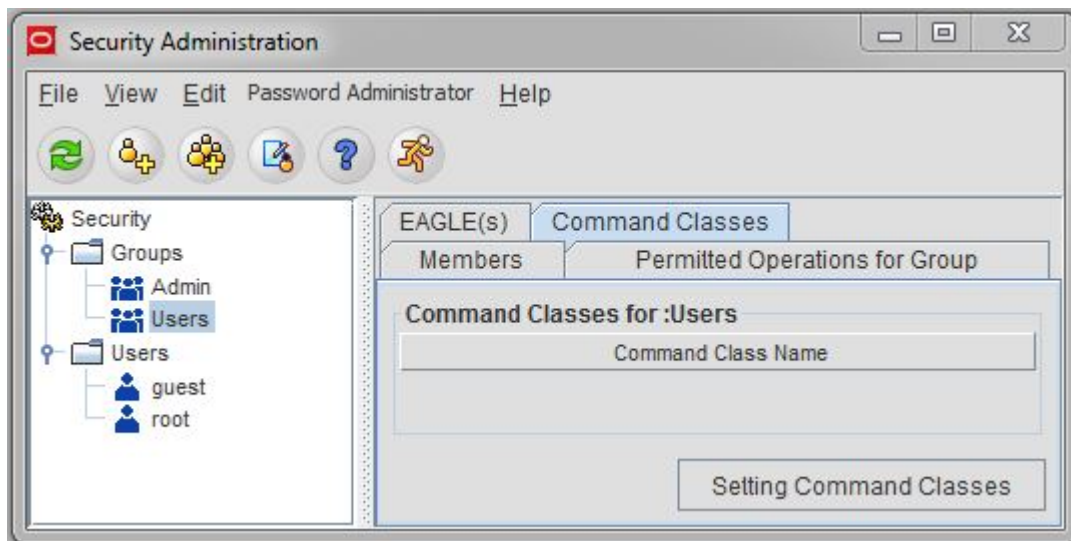 Security Administration
File View Edit Password Administrator Help
Security
Groups
Admin
Users
Users
guest
root
EAGLE(s) Command Classes
Members Permitted Operations for Group
Command Classes for :Users
Command Class Name
Setting Command Classes